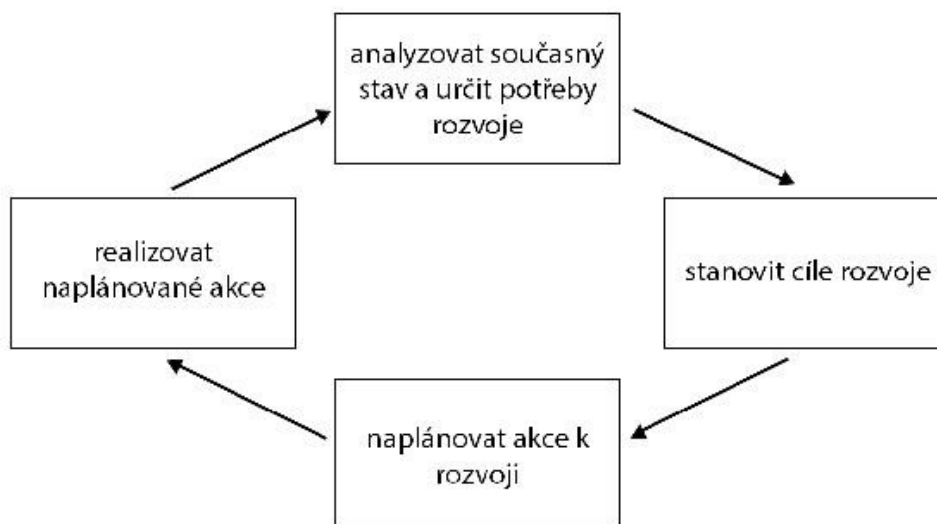 analyzovat současný
stav a určit potřeby
rozvoje
realizovat
naplánované akce
stanovit cíle rozvoje
naplánovat akce k
rozvoji